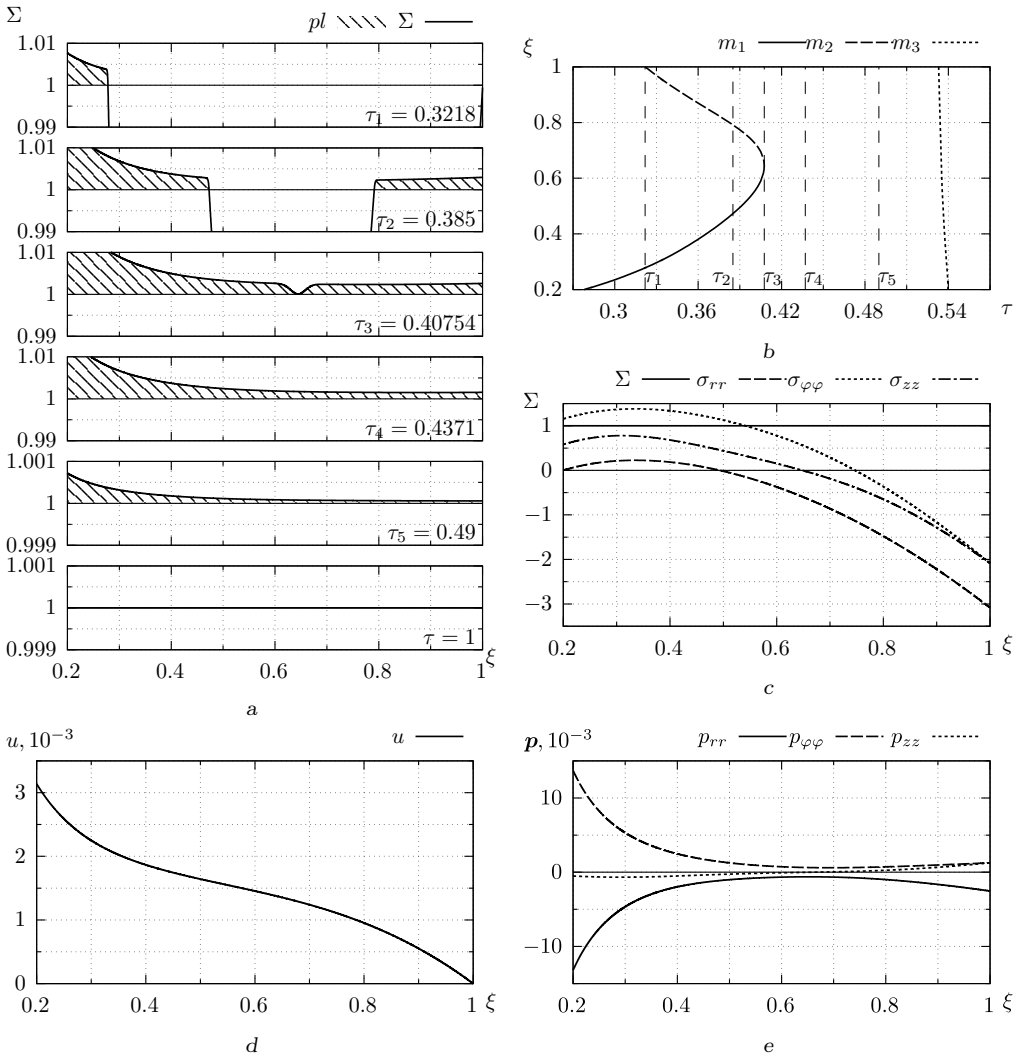 Σ
pl Σ
1.01
1
0.99
τ1 = 0.3218
1.01
1
0.99
τ2 = 0.385
1.01
1
0.99
τ3 = 0.40754
1.01
1
0.99
τ4 = 0.4371
1.001
1
0.999
τ5 = 0.49
1.001
1
0.999
τ = 1
0.2 0.4 0.6 0.8 1 ξ
a
ξ
m1 m2 m3
1
0.8
0.6
0.4
0.2
τ1 τ2 τ3 τ4 τ5
0.3 0.36 0.42 0.48 0.54 τ
b
Σ σrr σφφ σzz
Σ
1
0
−1
−2
−3
0.2 0.4 0.6 0.8 1 ξ
c
u, 10−3
u
3
2
1
0
0.2 0.4 0.6 0.8 1 ξ
d
p, 10−3
prr pφφ pzz
10
0
−10
0.2 0.4 0.6 0.8 1 ξ
e